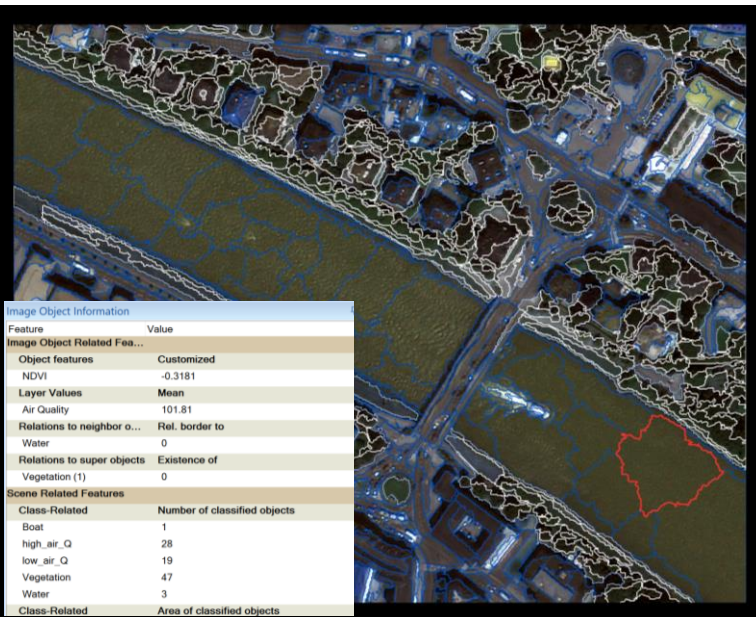 Image Object Information
Feature Value
Image Object Related Fea...
Object features Customized
NDVI -0.3181
Layer Values Mean
Air Quality 101.81
Relations to neighbor o... Rel. border to
Water 0
Relations to super objects Existence of
Vegetation (1) 0
Scene Related Features
Class-Related Number of classified objects
Boat 1
high_air_Q 28
low_air_Q 19
Vegetation 47
Water 3
Class-Related Area of classified objects